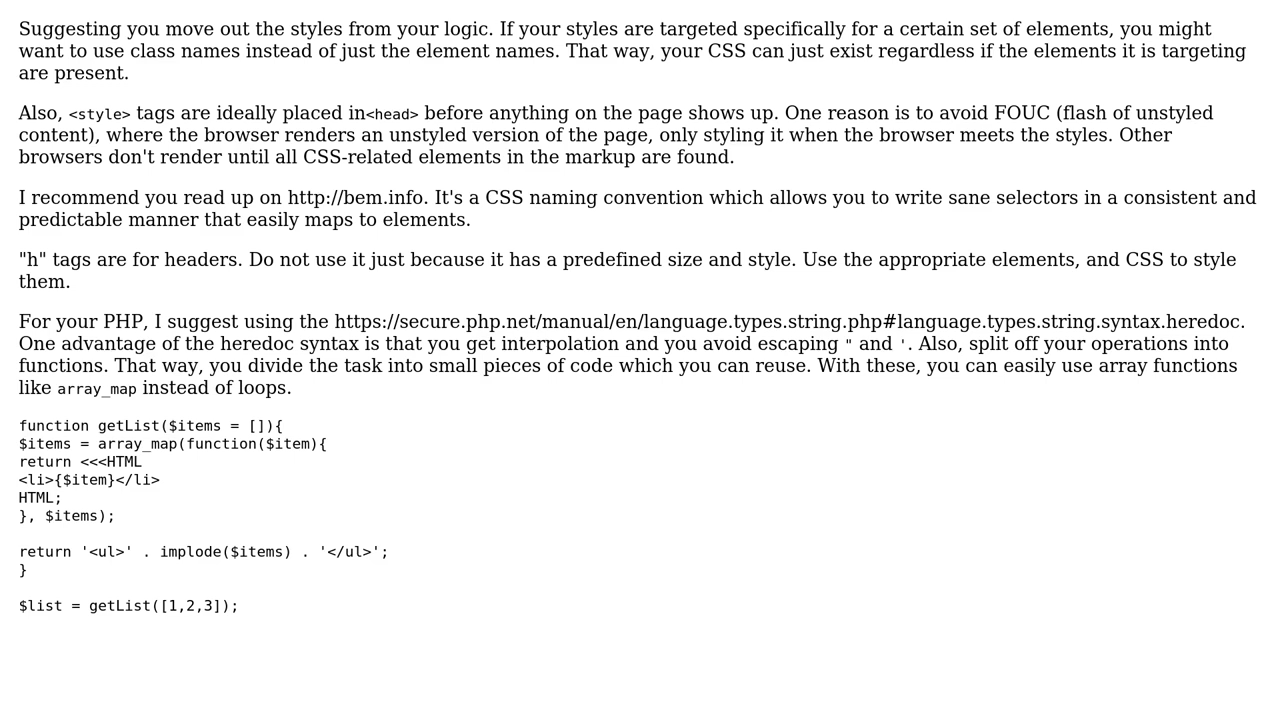 Suggesting you move out the styles from your logic. If your styles are targeted specifically for a certain set of elements, you might
want to use class names instead of just the element names. That way, your CSS can just exist regardless if the elements it is targeting
are present.
Also, <style> tags are ideally placed in<head> before anything on the page shows up. One reason is to avoid FOUC (flash of unstyled
content), where the browser renders an unstyled version of the page, only styling it when the browser meets the styles. Other
browsers don't render until all CSS-related elements in the markup are found.
I recommend you read up on http://bem.info. It's a CSS naming convention which allows you to write sane selectors in a consistent and
predictable manner that easily maps to elements.
"h" tags are for headers. Do not use it just because it has a predefined size and style. Use the appropriate elements, and CSS to style
them.
For your PHP, I suggest using the https://secure.php.net/manual/en/language.types.string.php#language.types.string.syntax.heredoc.
One advantage of the heredoc syntax is that you get interpolation and you avoid escaping " and '. Also, split off your operations into
functions. That way, you divide the task into small pieces of code which you can reuse. With these, you can easily use array functions
like array_map instead of loops.
function getList($items = []){
$items = array_map(function($item){
return <<<HTML
<li>{$item}</li>
HTML;
}, $items);
return '<ul>' . implode($items) . '</ul>';
}
$list = getList([1,2,3]);